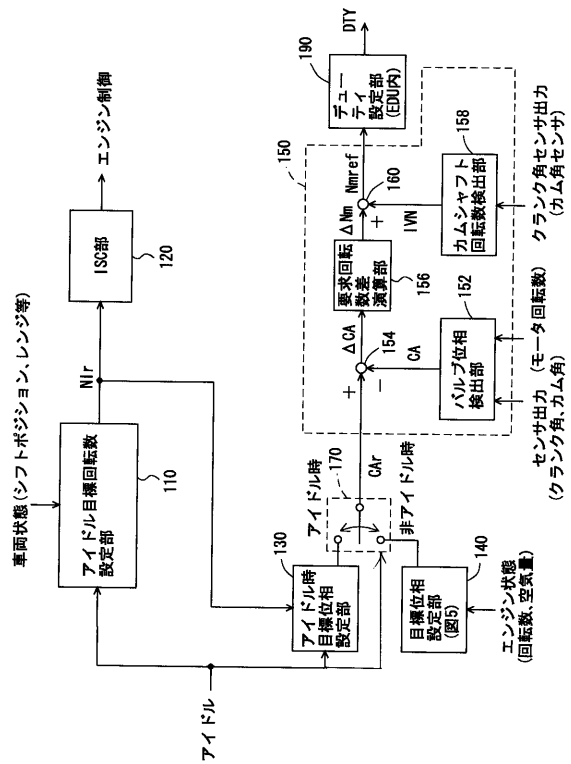 車両状態(シフトポジション、レンジ等)
アイドル目標回転数
設定部
110
NIr
ISC部
120
エンジン制御
アイドル
130
アイドル時
目標位相
設定部
アイドル時
170
CAr
非アイドル時
目標位相
設定部
(図5)
140
エンジン状態
(回転数、空気量)
150
+
−
154
ΔCA
CA
バルブ位相
検出部
152
センサ出力
(クランク角、カム角)
(モータ回転数)
要求回転
数差
演算部
156
ΔNm
+
160
Nmref
IVN
カムシャフト
回転数検出部
158
クランク角センサ出力
(カム角センサ)
デュー
ティ
設定部
(EDU内)
190
DTY